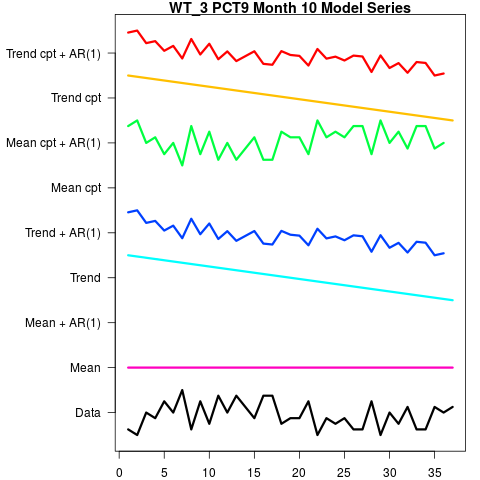 WT_3 PCT9 Month 10 Model Series
Trend cpt + AR(1)
Trend cpt
Mean cpt + AR(1)
Mean cpt
Trend + AR(1)
Trend
Mean + AR(1)
Mean
Data
0 5 10 15 20 25 30 35